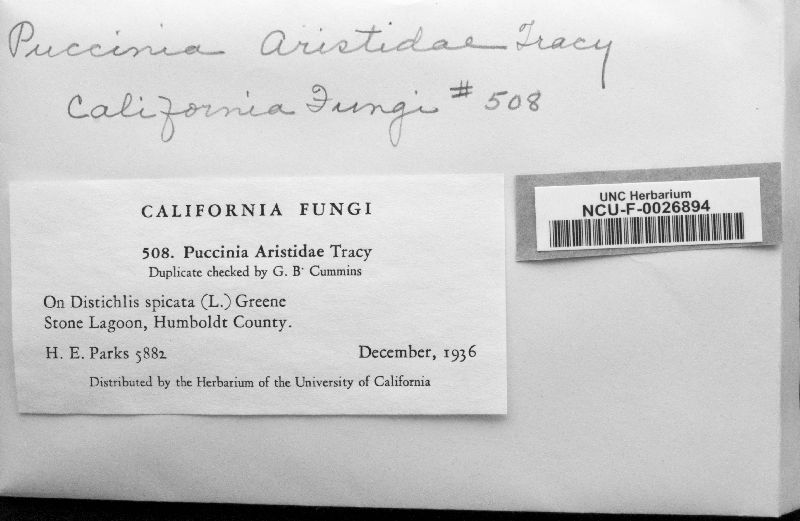 Puccinia Aristidae Tracy
California Fungi # 508
CALIFORNIA FUNGI
508. Puccinia Aristidae Tracy
Duplicate checked by G. B. Cummins
On Distichlis spicata (L.) Greene
Stone Lagoon, Humboldt County.
H. E. Parks 5882 December, 1936
Distributed by the Herbarium of the University of California
UNC Herbarium
NCU-F-0026894